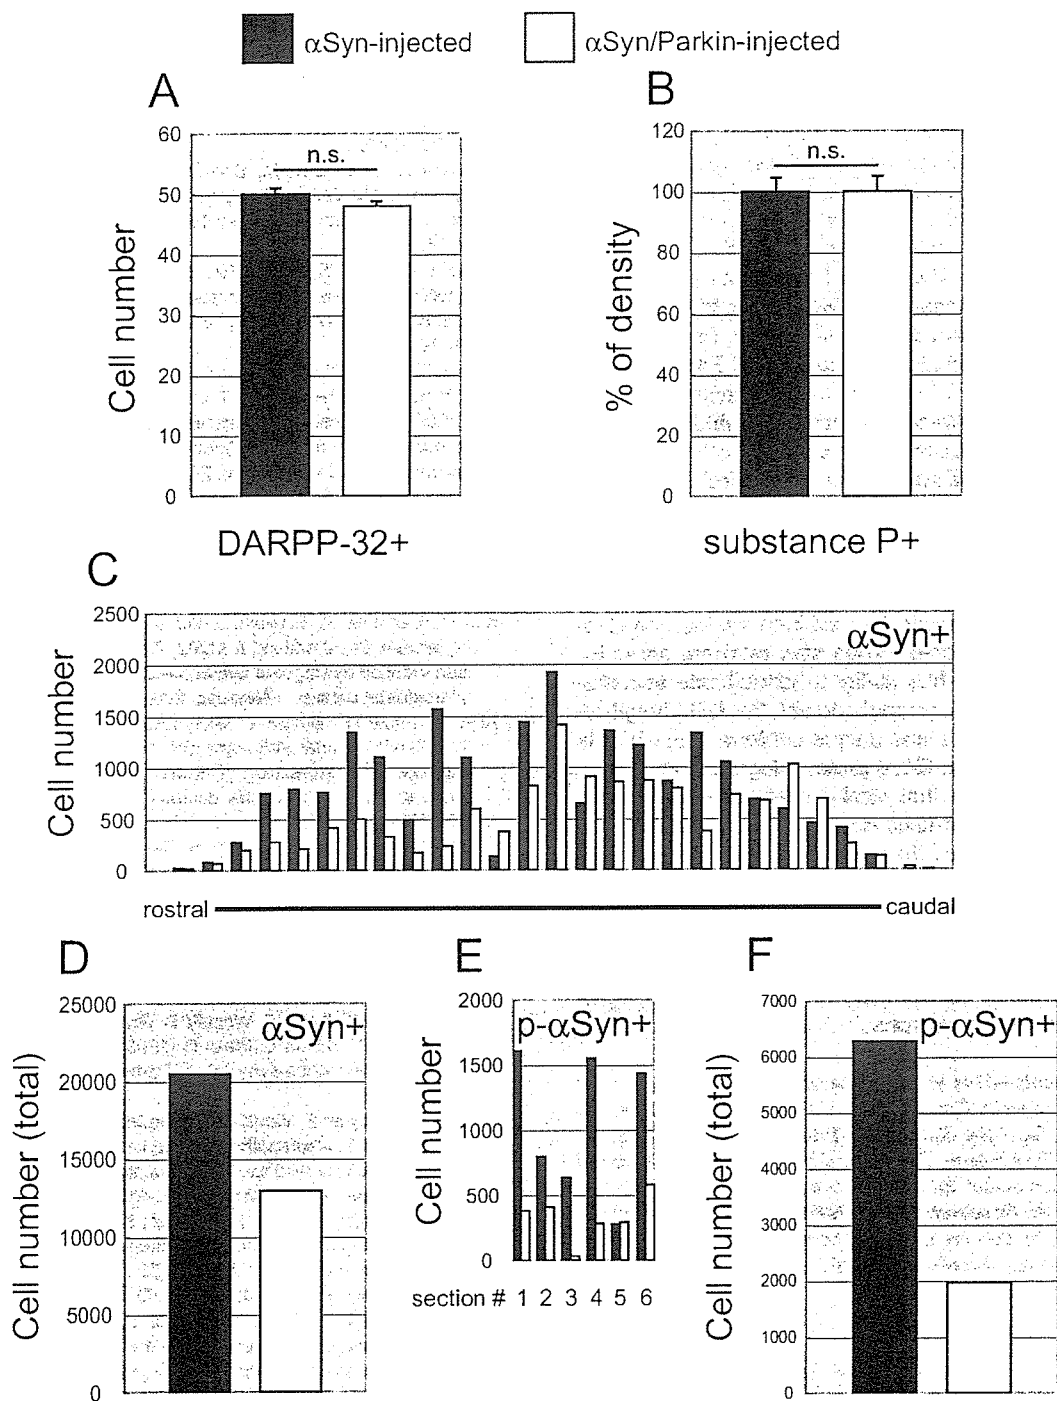 αSyn-injected
αSyn/Parkin-injected
A
60
50
40
30
20
10
0
Cell number
n.s.
DARPP-32+
B
120
100
80
60
40
20
0
% of density
n.s.
substance P+
C
2500
2000
1500
1000
500
0
Cell number
αSyn+
rostral
caudal
D
25000
20000
15000
10000
5000
0
Cell number (total)
αSyn+
E
2000
1500
1000
500
0
Cell number
p-αSyn+
section # 1 2 3 4 5 6
F
7000
6000
5000
4000
3000
2000
1000
0
Cell number (total)
p-αSyn+